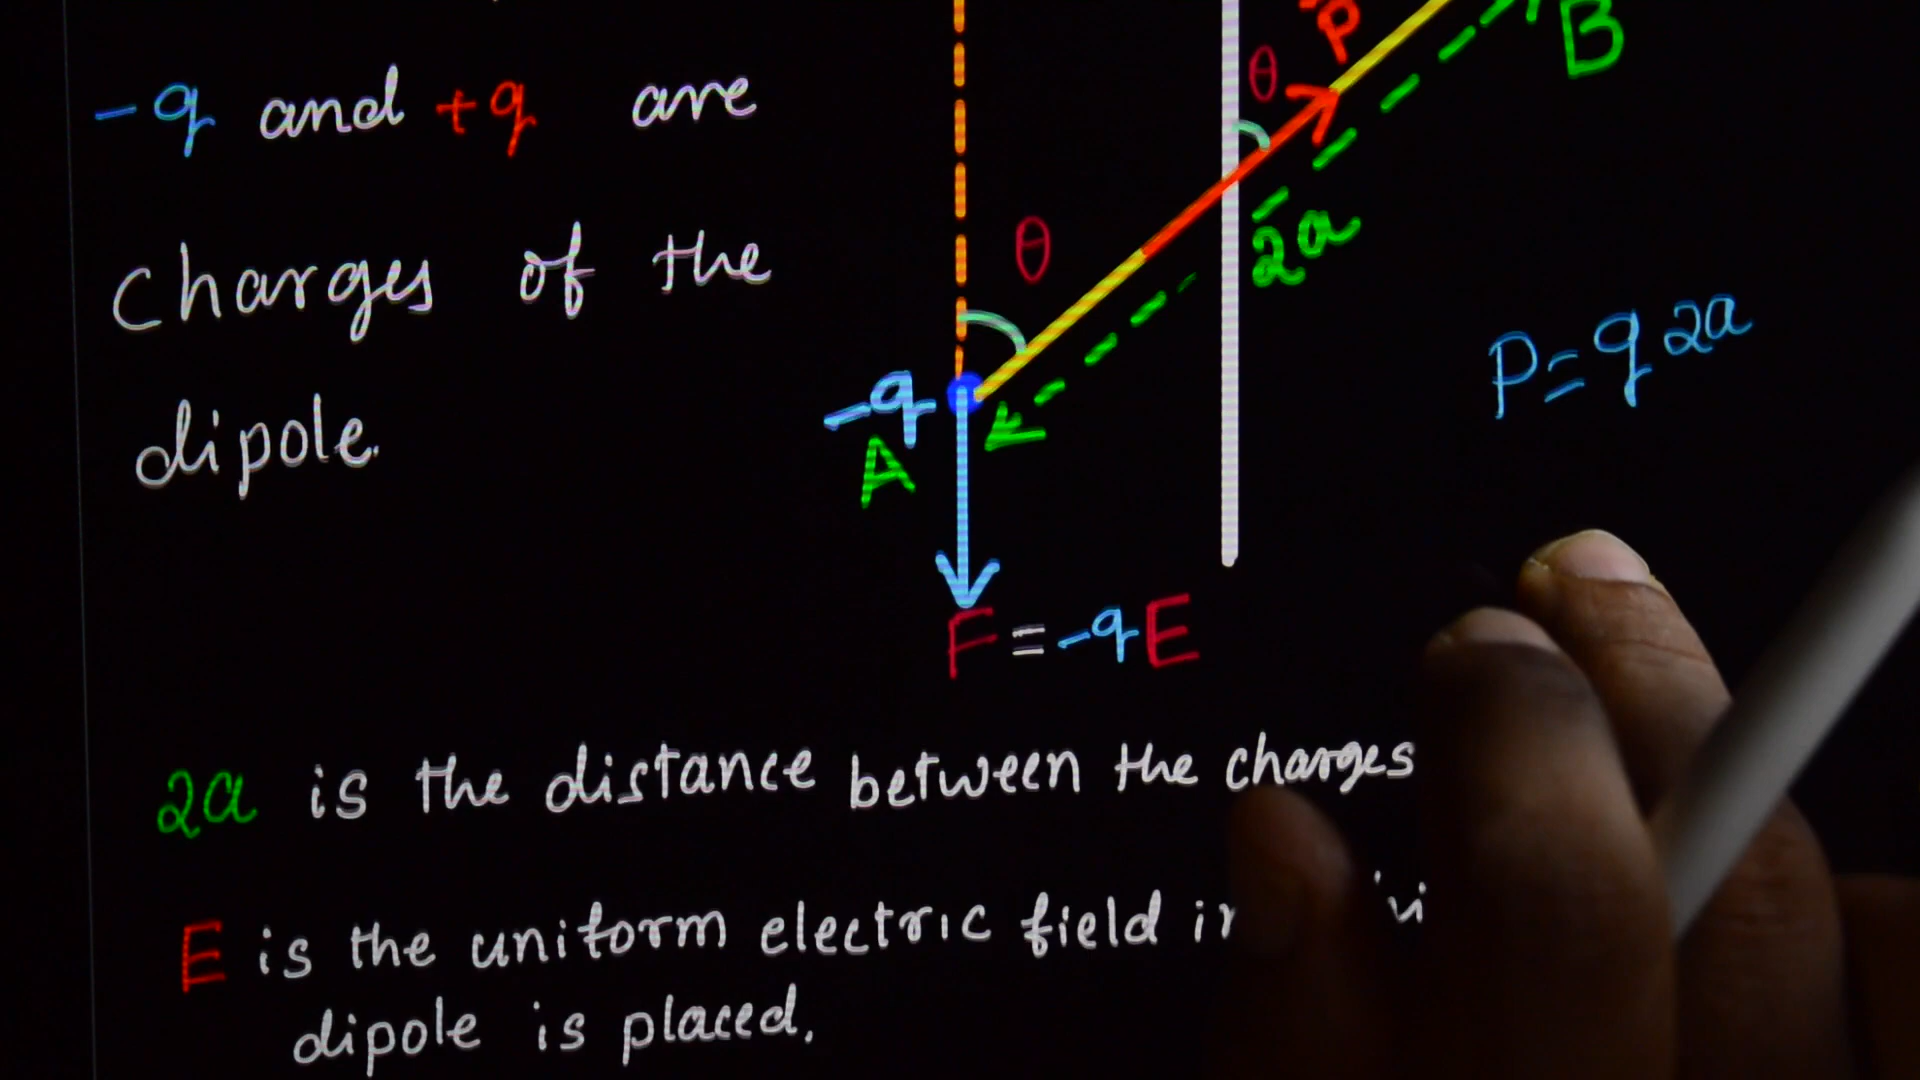 -q and +q are
charges of the
dipole.
θ
p
B
θ
2a
P = q 2a
-q
A
F = -qE
2a is the distance between the charges
E is the uniform electric field
dipole is placed.